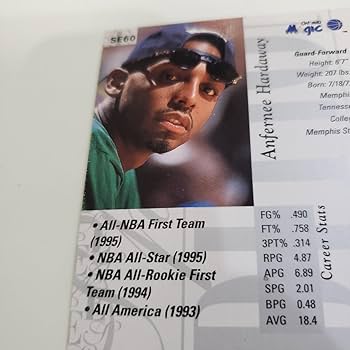 SE60
Anfernee Hardaway
ORLANDO
MAGIC
Guard-Forward
Height: 6'7"
Weight: 207 lbs
Born: 7/18/7
Memphis
Tennessee
Colle
Memphis Sta
• All-NBA First Team
(1995)
• NBA All-Star (1995)
• NBA All-Rookie First
Team (1994)
• All America (1993)
Career Stats
FG% .490
FT% .758
3PT% .314
RPG 4.87
APG 6.89
SPG 2.01
BPG 0.48
AVG 18.4